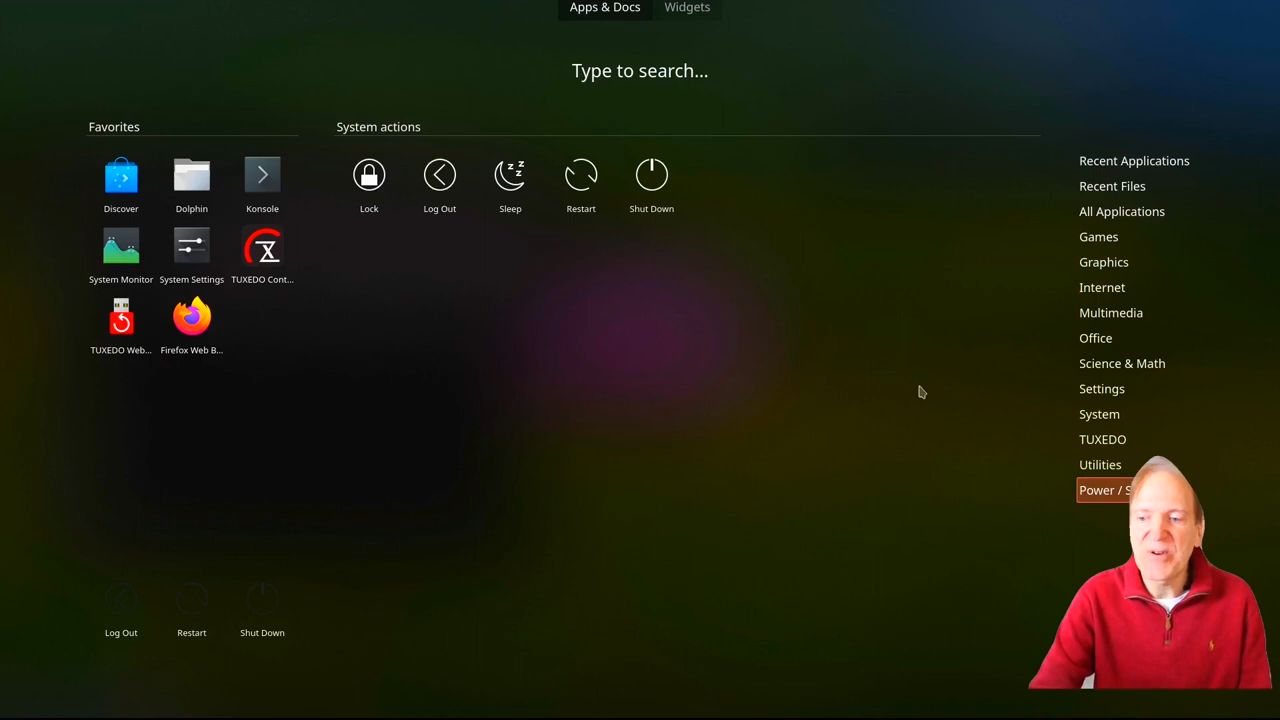 Apps & Docs Widgets
Type to search...
Favorites
System actions
Discover Dolphin Konsole
Lock Log Out Sleep Restart Shut Down
System Monitor System Settings TUXEDO Cont...
TUXEDO Web... Firefox Web B...
Log Out Restart Shut Down
Recent Applications
Recent Files
All Applications
Games
Graphics
Internet
Multimedia
Office
Science & Math
Settings
System
TUXEDO
Utilities
Power / S